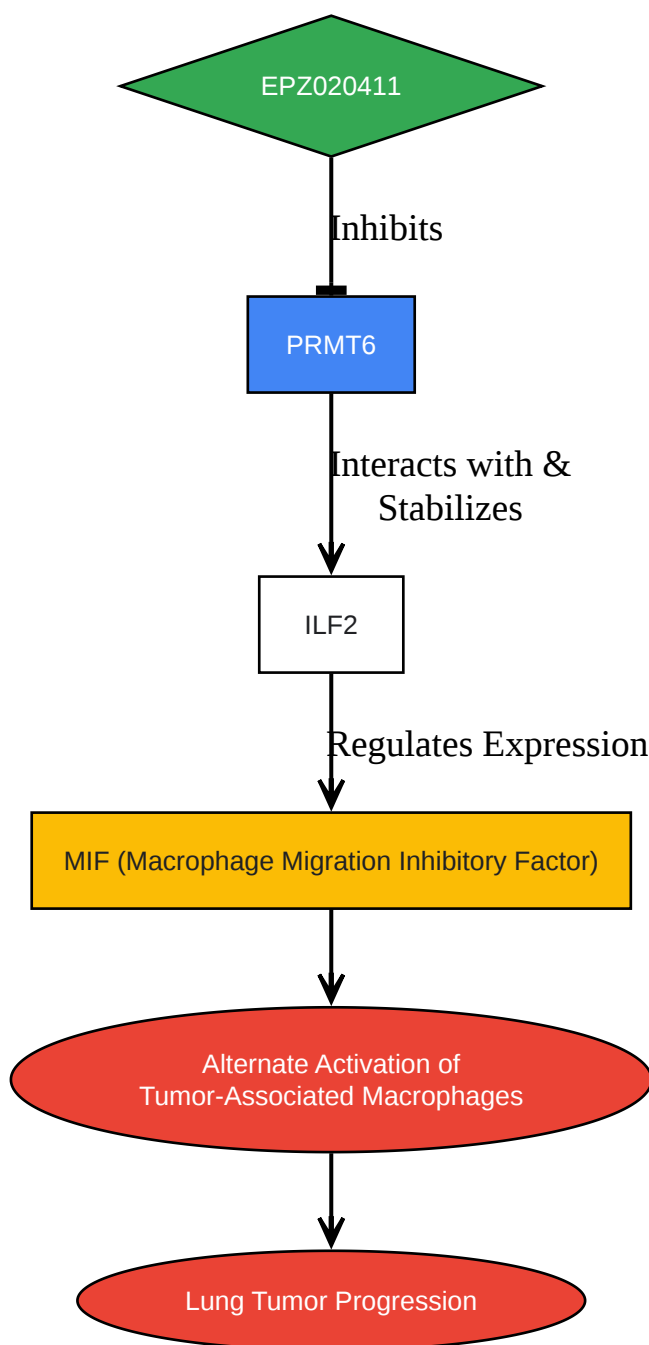 EPZ020411
Inhibits
PRMT6
Interacts with &
Stabilizes
ILF2
Regulates Expression
MIF (Macrophage Migration Inhibitory Factor)
Alternate Activation of
Tumor-Associated Macrophages
Lung Tumor Progression